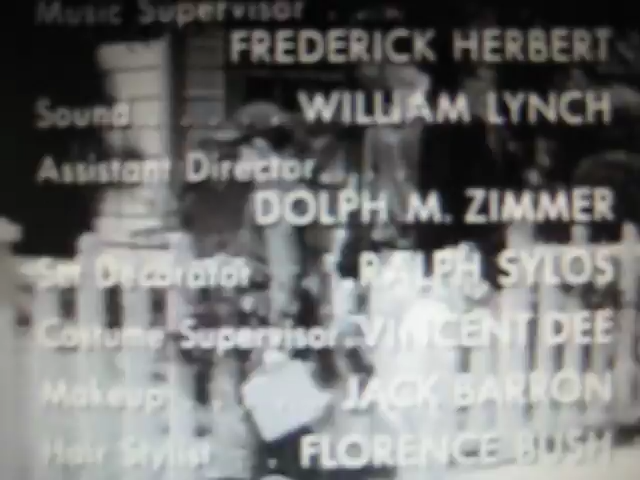 Music Supervisor . .
FREDERICK HERBERT
Sound . . . . . WILLIAM LYNCH
Assistant Director . .
DOLPH M. ZIMMER
Set Decorator . . . RALPH SYLOS
Costume Supervisor . . VINCENT DEE
Makeup . . . . JACK BARRON
Hair Stylist . . . FLORENCE BUSH